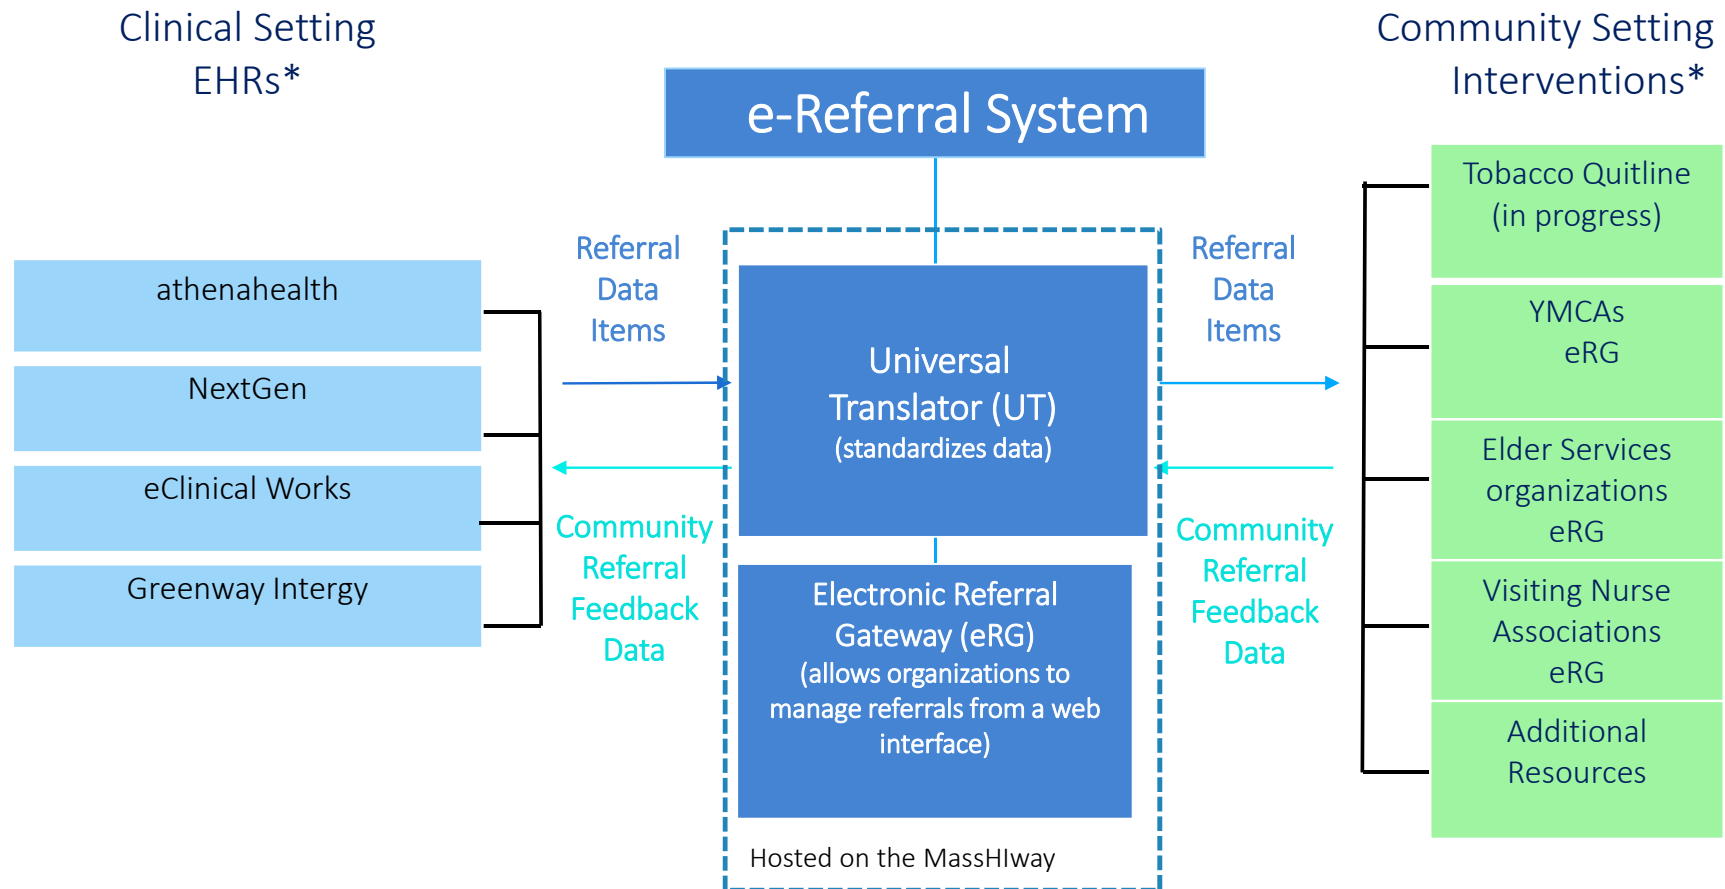 Clinical Setting
EHRs*
e-Referral System
Community Setting
Interventions*
athenahealth
NextGen
eClinical Works
Greenway Intergy
Referral
Data
Items
Community
Referral
Feedback
Data
Universal
Translator (UT)
(standardizes data)
Electronic Referral
Gateway (eRG)
(allows organizations to
manage referrals from a web
interface)
Hosted on the MassHIway
Referral
Data
Items
Community
Referral
Feedback
Data
Tobacco Quitline
(in progress)
YMCAs
eRG
Elder Services
organizations
eRG
Visiting Nurse
Associations
eRG
Additional
Resources